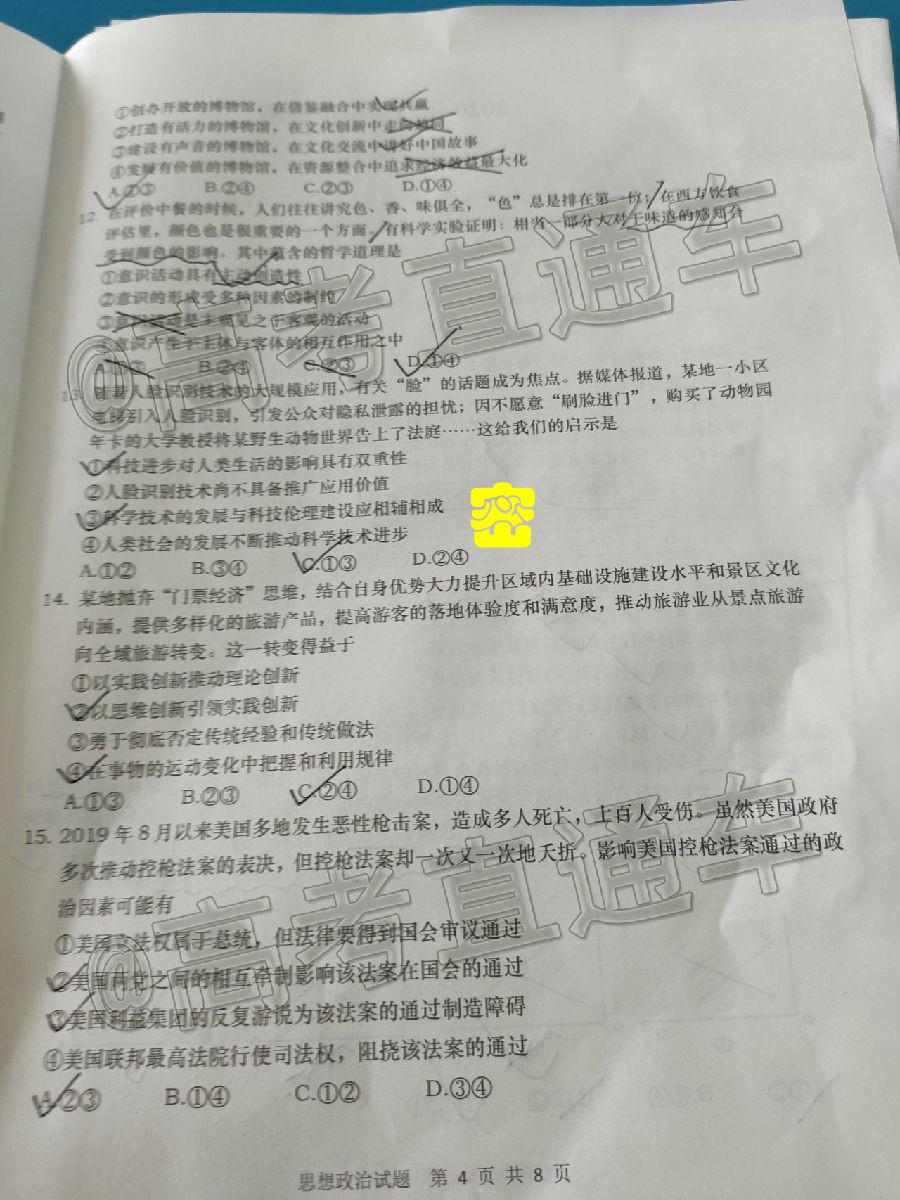 ①创办开放的博物馆，在借鉴融合中实现共赢
②打造有活力的博物馆，在文化创新中走向趋同
③建设有声音的博物馆，在文化交流中讲好中国故事
④发展有价值的博物馆，在资源整合中追求经济效益最大化
A.①③ B.②④ C.②③ D.①④
12. 在评价中餐的时候，人们往往讲究色、香、味俱全，“色”总是排在第一位；在西方饮食
评估里，颜色也是很重要的一个方面。有科学实验证明：相当一部分人对于味道的感知会
受到颜色的影响。其中蕴含的哲学道理是
①意识活动具有主动创造性
②意识的形成受多种因素的制约
③意识活动是主观见之于客观的活动
④意识产生于主体与客体的相互作用之中
A.①② B.②④ C.②③ D.①④
13. 随着人脸识别技术的大规模应用，有关“脸”的话题成为焦点。据媒体报道，某地一小区
引入人脸识别，引发公众对隐私泄露的担忧；因不愿意“刷脸进门”，购买了动物园
年卡的大学教授将某野生动物世界告上了法庭……这给我们的启示是
①科技进步对人类生活的影响具有双重性
②人脸识别技术尚不具备推广应用价值
③科学技术的发展与科技伦理建设应相辅相成
④人类社会的发展不断推动科学技术进步
A.①② B.③④ C.①③ D.②④
14. 某地抛弃“门票经济”思维，结合自身优势大力提升区域内基础设施建设水平和景区文化
内涵，提供多样化的旅游产品，提高游客的落地体验度和满意度，推动旅游业从景点旅游
向全域旅游转变。这一转变得益于
①以实践创新推动理论创新
②以思维创新引领实践创新
③勇于彻底否定传统经验和传统做法
④在事物的运动变化中把握和利用规律
A.①③ B.②③ C.②④ D.①④
15. 2019年8月以来美国多地发生恶性枪击案，造成多人死亡，上百人受伤。虽然美国政府
多次推动控枪法案的表决，但控枪法案却一次又一次地夭折。影响美国控枪法案通过的政
治因素可能有
①美国立法权属于总统，但法律要得到国会审议通过
②美国两党之间的相互牵制影响该法案在国会的通过
③美国利益集团的反复游说为该法案的通过制造障碍
④美国联邦最高法院行使司法权，阻挠该法案的通过
A.②③ B.①④ C.①② D.③④
思想政治试题 第4页共8页
@高考直通车
@高考直通车